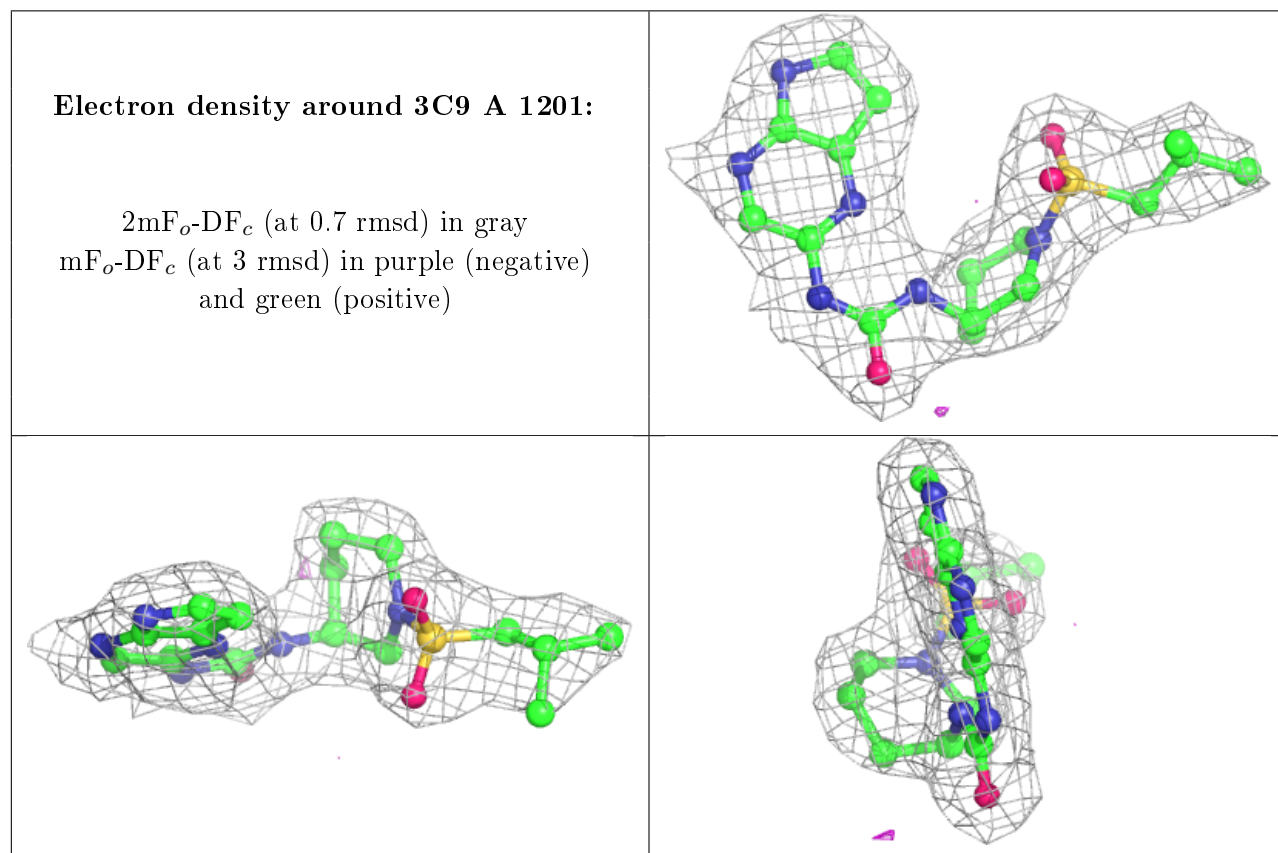 Electron density around 3C9 A 1201:
2mFₒ-DF𝒸 (at 0.7 rmsd) in gray
mFₒ-DF𝒸 (at 3 rmsd) in purple (negative)
and green (positive)